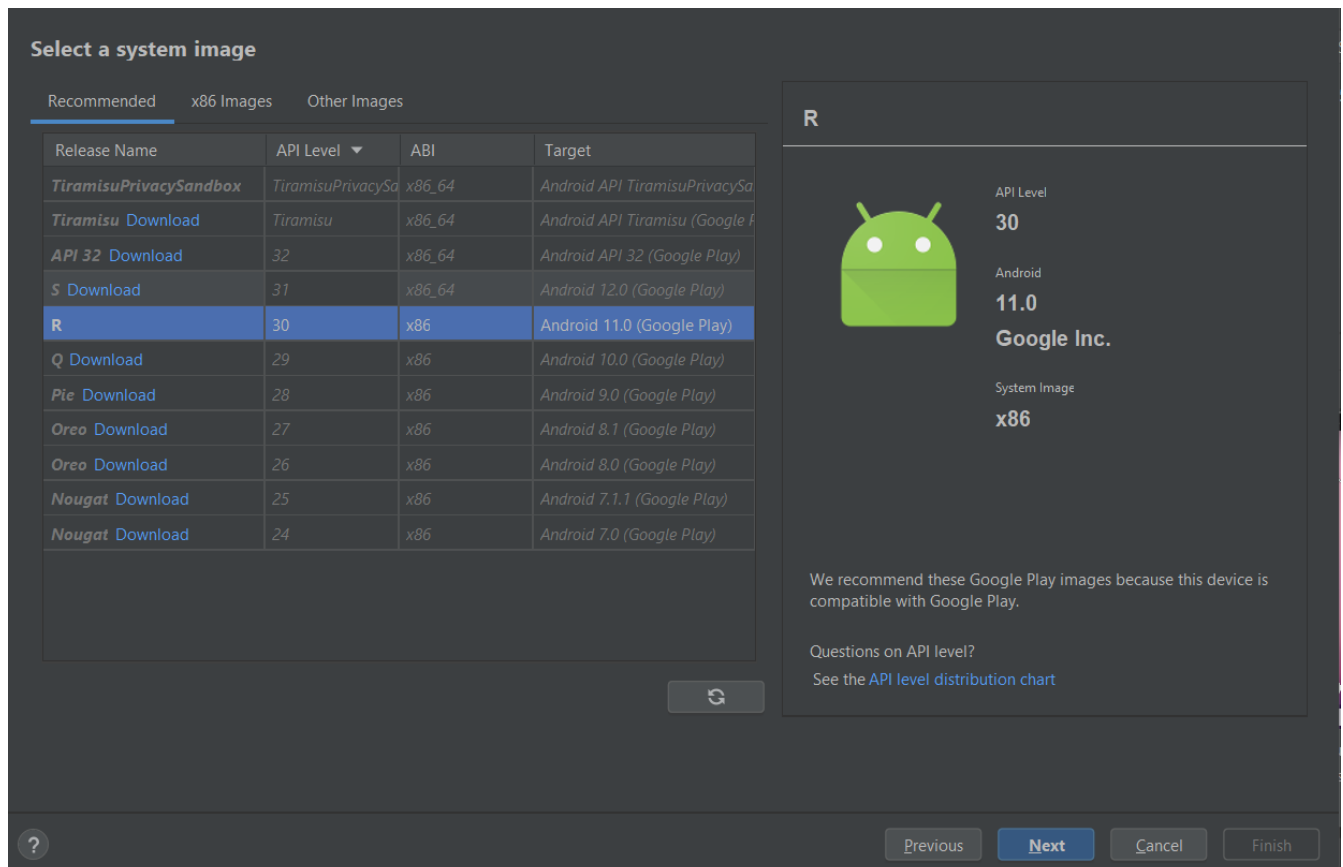 Select a system image
Recommended x86 Images Other Images
Release Name API Level ABI Target
TiramisuPrivacySandbox TiramisuPrivacySa x86_64 Android API TiramisuPrivacySa
Tiramisu Download Tiramisu x86_64 Android API Tiramisu (Google P
API 32 Download 32 x86_64 Android API 32 (Google Play)
S Download 31 x86_64 Android 12.0 (Google Play)
R 30 x86 Android 11.0 (Google Play)
Q Download 29 x86 Android 10.0 (Google Play)
Pie Download 28 x86 Android 9.0 (Google Play)
Oreo Download 27 x86 Android 8.1 (Google Play)
Oreo Download 26 x86 Android 8.0 (Google Play)
Nougat Download 25 x86 Android 7.1.1 (Google Play)
Nougat Download 24 x86 Android 7.0 (Google Play)
R
API Level
30
Android
11.0
Google Inc.
System Image
x86
We recommend these Google Play images because this device is
compatible with Google Play.
Questions on API level?
See the API level distribution chart
? Previous Next Cancel Finish